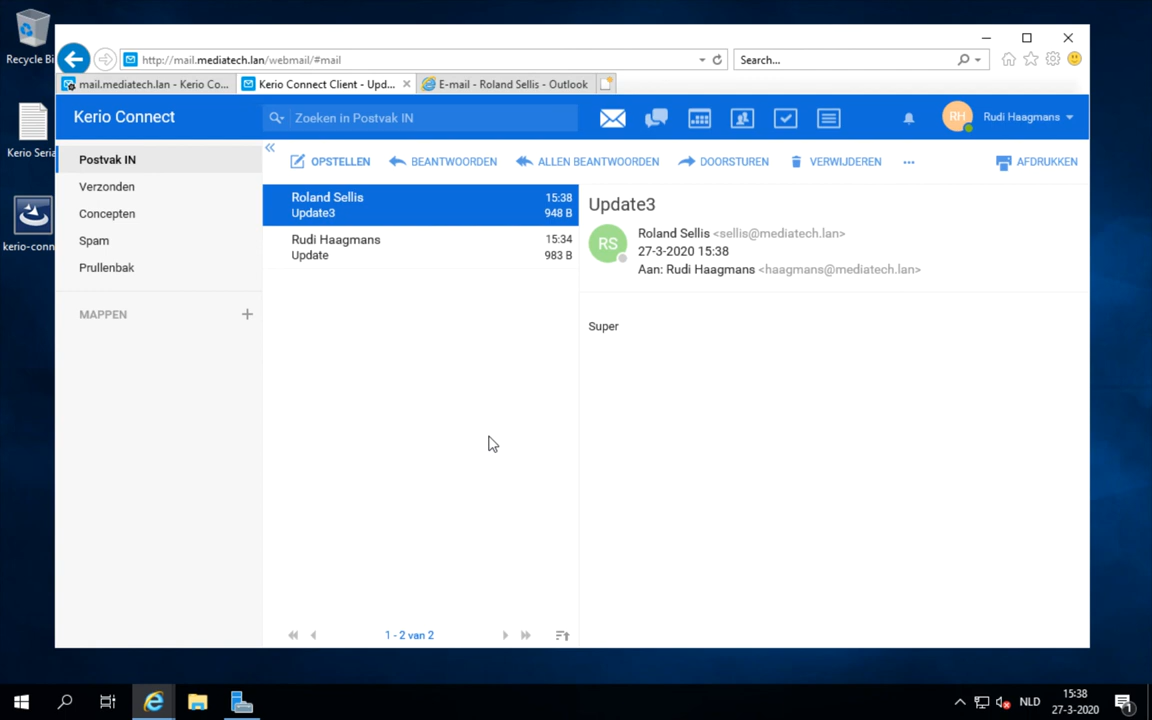 Recycle Bi
Kerio Seria
kerio-conn
http://mail.mediatech.lan/webmail/#mail
Search...
mail.mediatech.lan - Kerio Co...
Kerio Connect Client - Upd...
E-mail - Roland Sellis - Outlook
Kerio Connect
Zoeken in Postvak IN
RH
Rudi Haagmans
Postvak IN
Verzonden
Concepten
Spam
Prullenbak
MAPPEN
OPSTELLEN
BEANTWOORDEN
ALLEN BEANTWOORDEN
DOORSTUREN
VERWIJDEREN
AFDRUKKEN
Roland Sellis 15:38
Update3 948 B
Rudi Haagmans 15:34
Update 983 B
1 - 2 van 2
Update3
RS
Roland Sellis <sellis@mediatech.lan>
27-3-2020 15:38
Aan: Rudi Haagmans <haagmans@mediatech.lan>
Super
NLD
15:38
27-3-2020
1